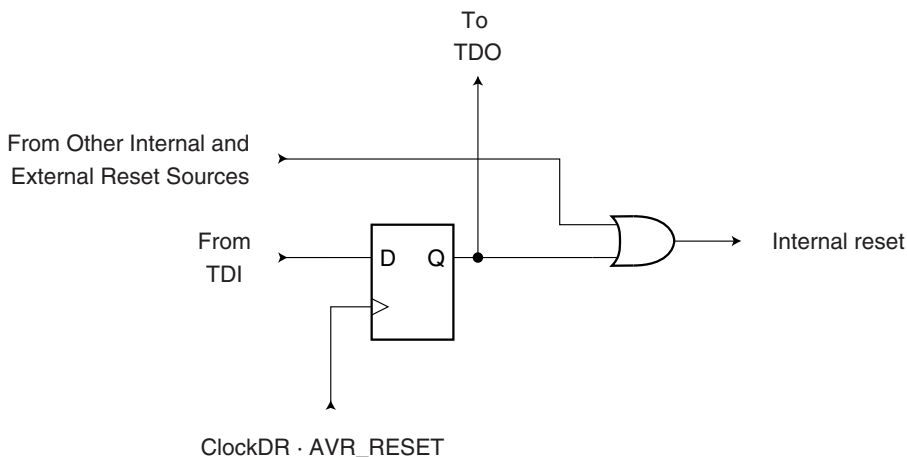 To
TDO
From Other Internal and
External Reset Sources
From
TDI
D
Q
Internal reset
ClockDR · AVR_RESET